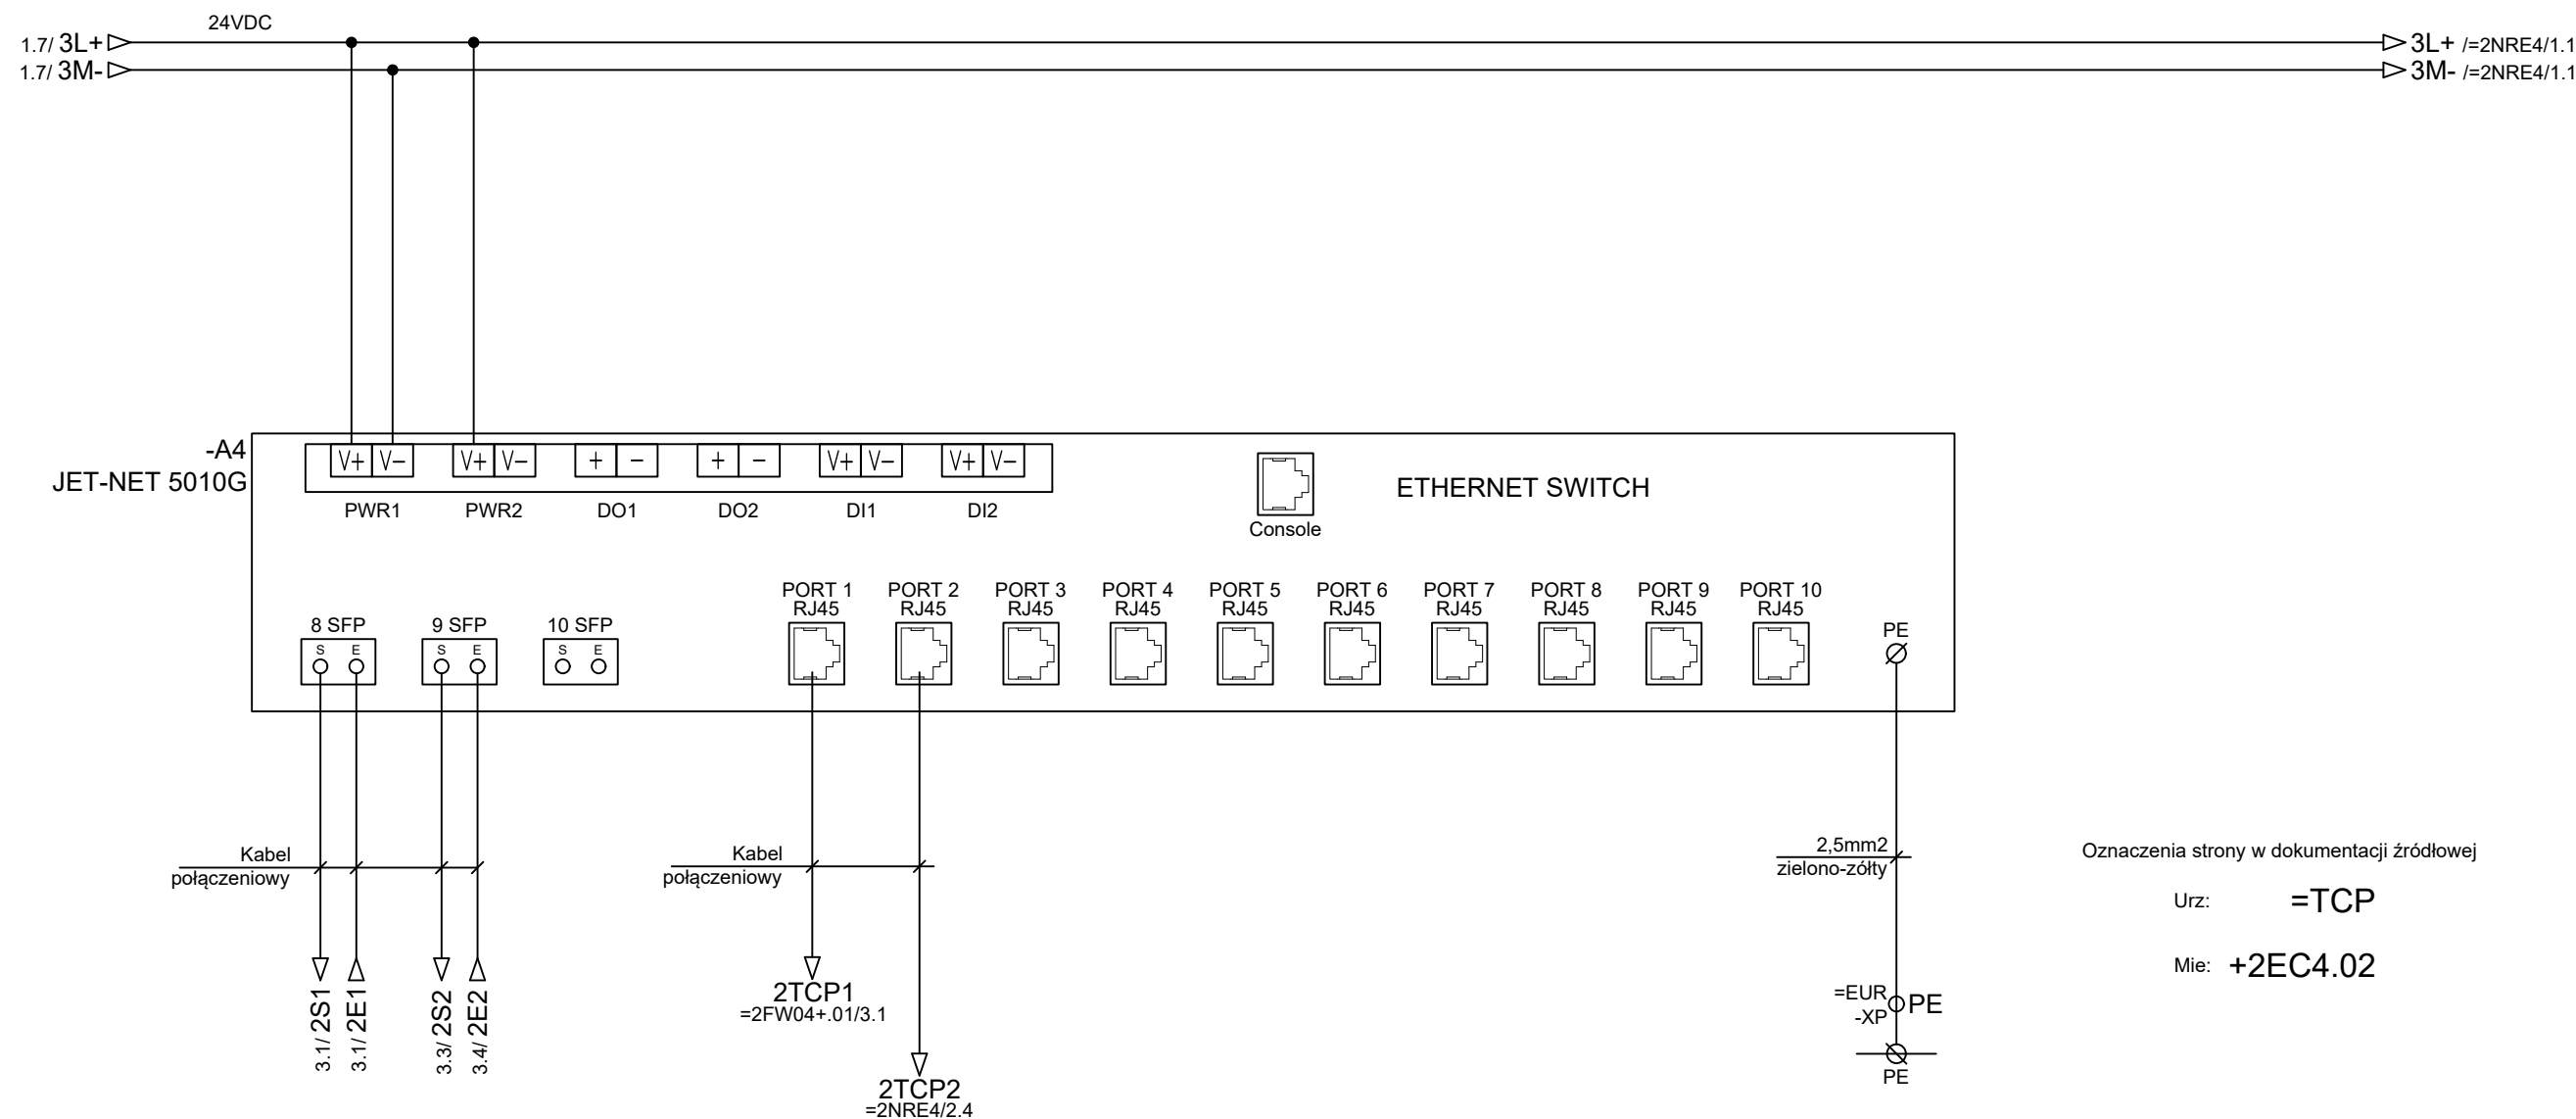 24VDC
1.7/ 3L+
3L+ /=2NRE4/1.1
1.7/ 3M-
3M- /=2NRE4/1.1
-A4
JET-NET 5010G
V+ V− V+ V− + − + − V+ V− V+ V−
PWR1 PWR2 DO1 DO2 DI1 DI2
Console
ETHERNET SWITCH
8 SFP 9 SFP 10 SFP
S E S E S E
PORT 1 PORT 2 PORT 3 PORT 4 PORT 5 PORT 6 PORT 7 PORT 8 PORT 9 PORT 10
RJ45 RJ45 RJ45 RJ45 RJ45 RJ45 RJ45 RJ45 RJ45 RJ45
PE
Kabel
połączeniowy
Kabel
połączeniowy
2,5mm2
zielono-zółty
3.1/ 2S1
3.1/ 2E1
3.3/ 2S2
3.4/ 2E2
2TCP1
=2FW04+.01/3.1
2TCP2
=2NRE4/2.4
=EUR
-XP
PE
PE
Oznaczenia strony w dokumentacji źródłowej
Urz: =TCP
Mie: +2EC4.02